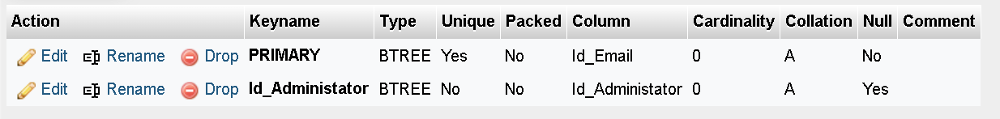 Action Keyname Type Unique Packed Column Cardinality Collation Null Comment
Edit Rename Drop PRIMARY BTREE Yes No Id_Email 0 A No
Edit Rename Drop Id_Administator BTREE No No Id_Administator 0 A Yes